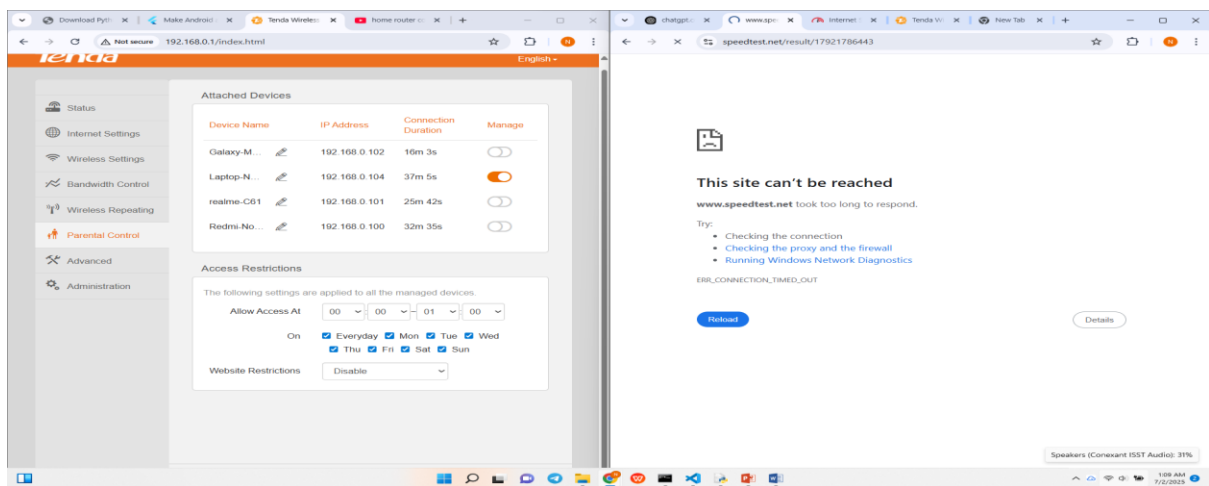 Download Pyth
Make Android
Tenda Wireles
home router co
Not secure 192.168.0.1/index.html
Tenda
English
Status
Internet Settings
Wireless Settings
Bandwidth Control
Wireless Repeating
Parental Control
Advanced
Administration
Attached Devices
Device Name IP Address Connection Duration Manage
Galaxy-M... 192.168.0.102 16m 3s
Laptop-N... 192.168.0.104 37m 5s
realme-C61 192.168.0.101 25m 42s
Redmi-No... 192.168.0.100 32m 35s
Access Restrictions
The following settings are applied to all the managed devices.
Allow Access At 00 : 00 – 01 : 00
On Everyday Mon Tue Wed
Thu Fri Sat Sun
Website Restrictions Disable
chatgpt.c
www.spee
Internet S
Tenda Wi
New Tab
speedtest.net/result/17921786443
This site can't be reached
www.speedtest.net took too long to respond.
Try:
• Checking the connection
• Checking the proxy and the firewall
• Running Windows Network Diagnostics
ERR_CONNECTION_TIMED_OUT
Reload
Details
Speakers (Conexant ISST Audio): 31%
1:08 AM
7/2/2025